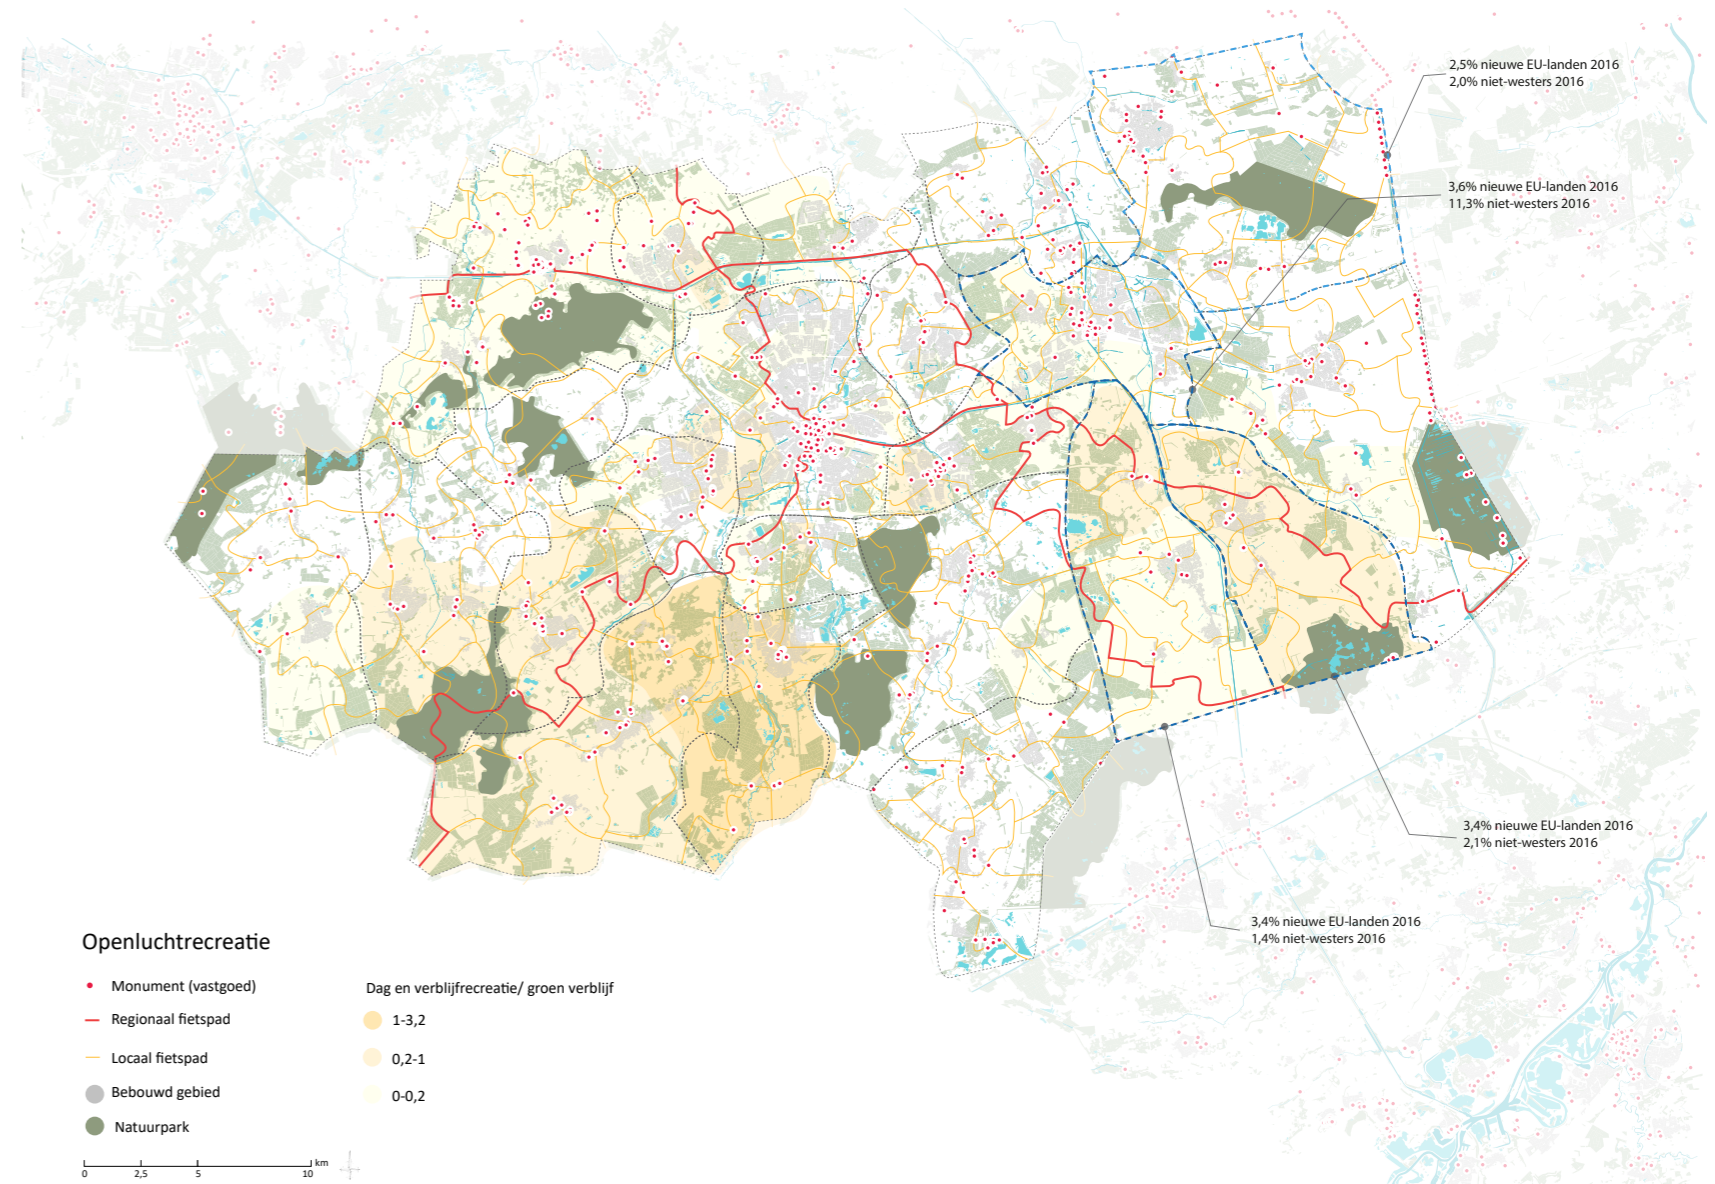 2,5% nieuwe EU-landen 2016
2,0% niet-westers 2016
3,6% nieuwe EU-landen 2016
11,3% niet-westers 2016
3,4% nieuwe EU-landen 2016
2,1% niet-westers 2016
3,4% nieuwe EU-landen 2016
1,4% niet-westers 2016
Openluchtrecreatie
Monument (vastgoed)
Regionaal fietspad
Locaal fietspad
Bebouwd gebied
Natuurpark
Dag en verblijfrecreatie/ groen verblijf
1-3,2
0,2-1
0-0,2
0 2,5 5 10 km